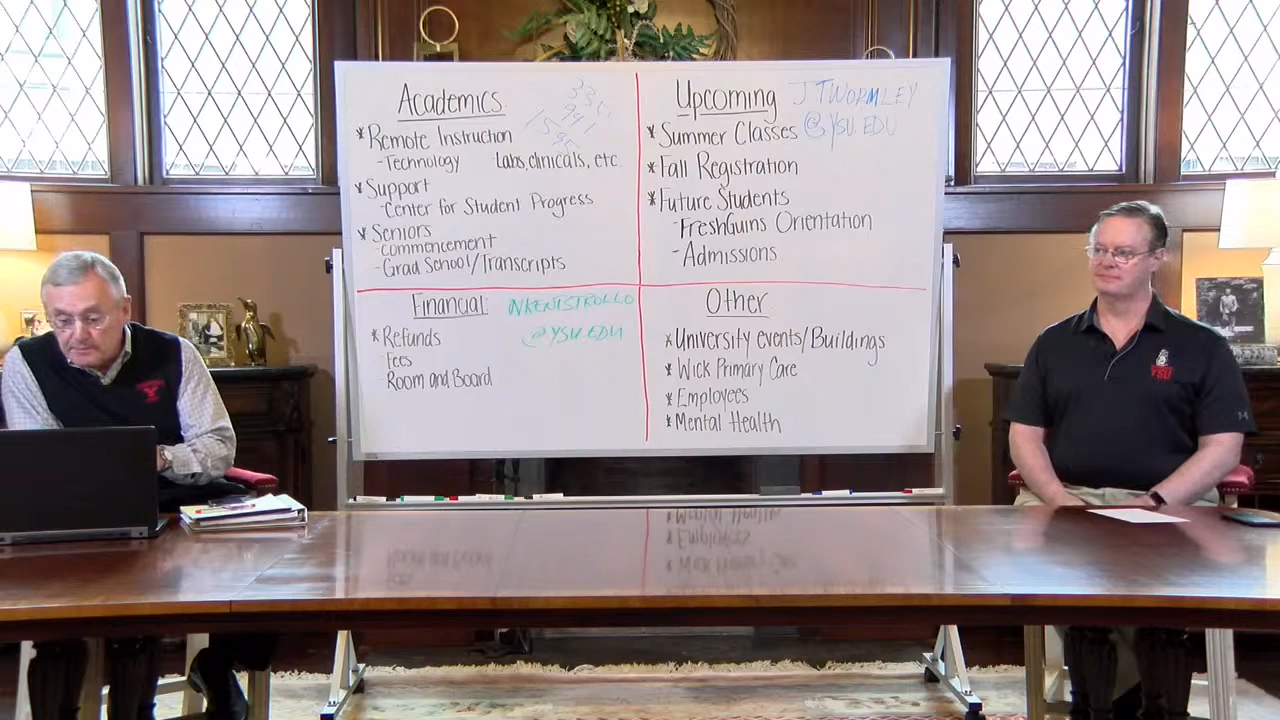 Academics
* Remote Instruction
- Technology Labs, clinicals, etc.
* Support
- Center for Student Progress
* Seniors
- commencement
- Grad School/Transcripts
Upcoming JTWORMLEY
* Summer Classes @YSU.EDU
* Fall Registration
* Future Students
- FreshGuins Orientation
- Admissions
Financial NKENTSTROLLO
* Refunds @YSU.EDU
Fees
Room and Board
Other
* University events/Buildings
* Wick Primary Care
* Employees
* Mental Health
YSU